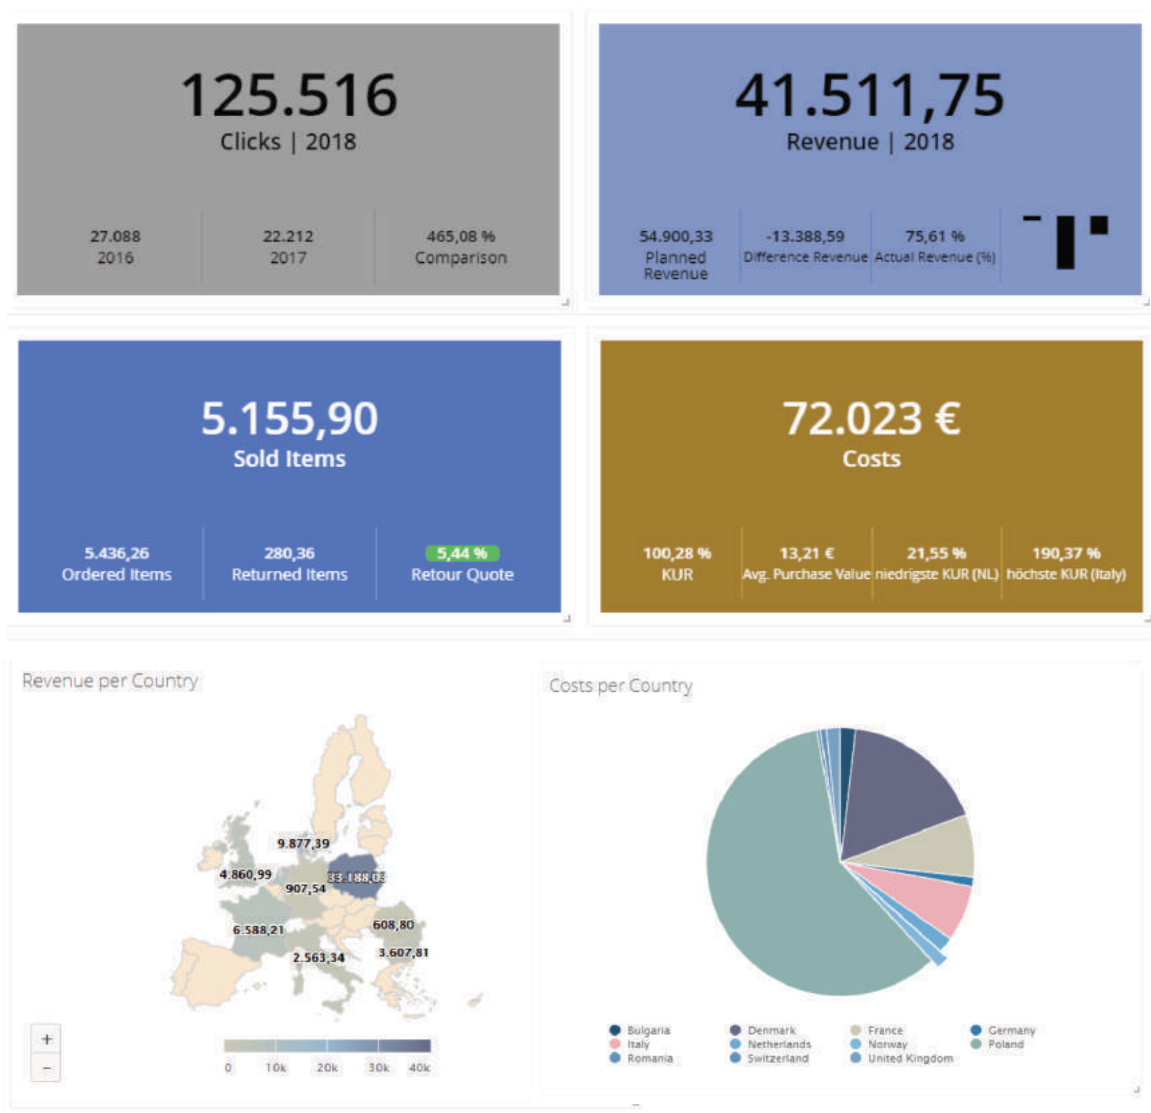 125.516
Clicks | 2018
27.088
2016
22.212
2017
465,08 %
Comparison
41.511,75
Revenue | 2018
54.900,33
Planned
Revenue
-13.388,59
Difference Revenue
75,61 %
Actual Revenue (%)
5.155,90
Sold Items
5.436,26
Ordered Items
280,36
Returned Items
5,44 %
Retour Quote
72.023 €
Costs
100,28 %
KUR
13,21 €
Avg. Purchase Value
21,55 %
niedrigste KUR (NL)
190,37 %
höchste KUR (Italy)
Revenue per Country
9.877,39
4.860,99
907,54
33.188,03
6.588,21
608,80
2.563,34
3.607,81
+
−
0 10k 20k 30k 40k
Costs per Country
Bulgaria Denmark France Germany
Italy Netherlands Norway Poland
Romania Switzerland United Kingdom